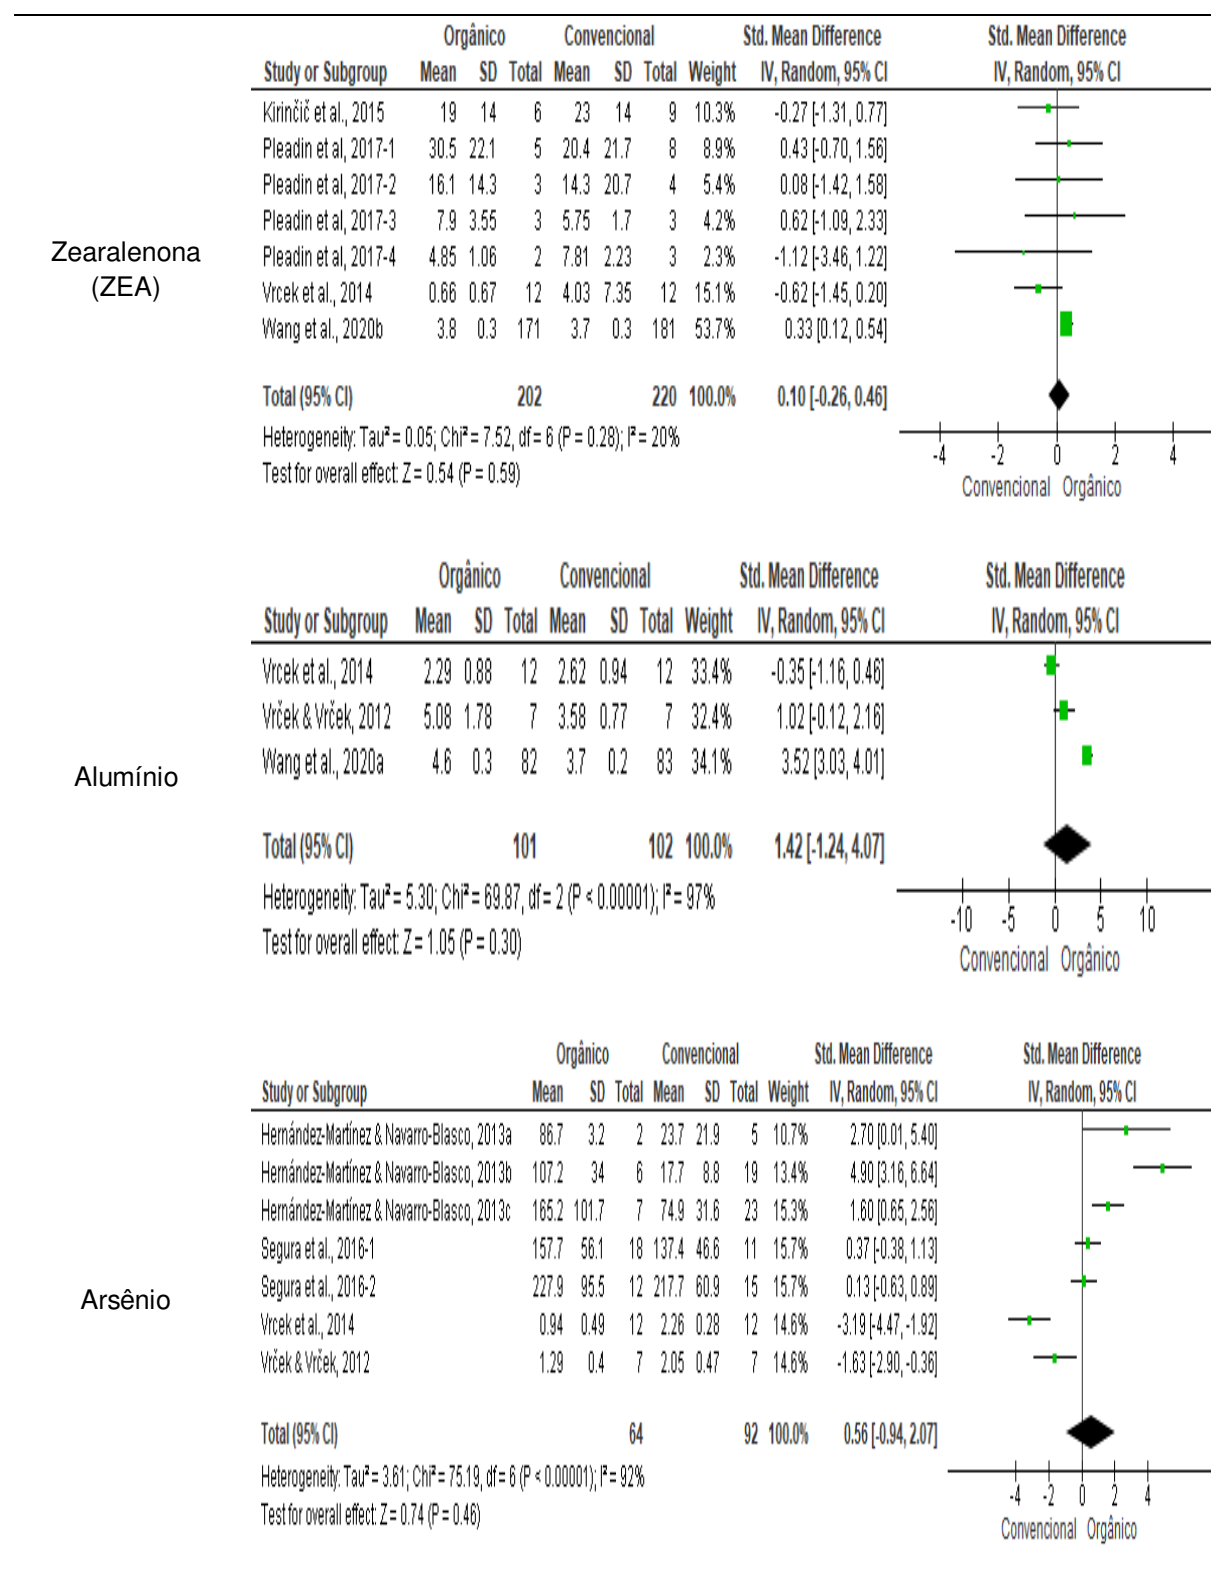 Orgânico Convencional Std. Mean Difference Std. Mean Difference
Study or Subgroup Mean SD Total Mean SD Total Weight IV, Random, 95% CI IV, Random, 95% CI
Kirinčič et al., 2015 19 14 6 23 14 9 10.3% -0.27 [-1.31, 0.77]
Pleadin et al, 2017-1 30.5 22.1 5 20.4 21.7 8 8.9% 0.43 [-0.70, 1.56]
Pleadin et al, 2017-2 16.1 14.3 3 14.3 20.7 4 5.4% 0.08 [-1.42, 1.58]
Pleadin et al, 2017-3 7.9 3.55 3 5.75 1.7 3 4.2% 0.62 [-1.09, 2.33]
Pleadin et al, 2017-4 4.85 1.06 2 7.81 2.23 3 2.3% -1.12 [-3.46, 1.22]
Vrcek et al., 2014 0.66 0.67 12 4.03 7.35 12 15.1% -0.62 [-1.45, 0.20]
Wang et al., 2020b 3.8 0.3 171 3.7 0.3 181 53.7% 0.33 [0.12, 0.54]
Zearalenona
(ZEA)
Total (95% CI) 202 220 100.0% 0.10 [-0.26, 0.46]
Heterogeneity: Tau² = 0.05; Chi² = 7.52, df = 6 (P = 0.28); I² = 20%
Test for overall effect: Z = 0.54 (P = 0.59)
-4 -2 0 2 4
Convencional Orgânico
Orgânico Convencional Std. Mean Difference Std. Mean Difference
Study or Subgroup Mean SD Total Mean SD Total Weight IV, Random, 95% CI IV, Random, 95% CI
Vrcek et al., 2014 2.29 0.88 12 2.62 0.94 12 33.4% -0.35 [-1.16, 0.46]
Vrček & Vrček, 2012 5.08 1.78 7 3.58 0.77 7 32.4% 1.02 [-0.12, 2.16]
Wang et al., 2020a 4.6 0.3 82 3.7 0.2 83 34.1% 3.52 [3.03, 4.01]
Alumínio
Total (95% CI) 101 102 100.0% 1.42 [-1.24, 4.07]
Heterogeneity: Tau² = 5.30; Chi² = 69.87, df = 2 (P < 0.00001); I² = 97%
Test for overall effect: Z = 1.05 (P = 0.30)
-10 -5 0 5 10
Convencional Orgânico
Orgânico Convencional Std. Mean Difference Std. Mean Difference
Study or Subgroup Mean SD Total Mean SD Total Weight IV, Random, 95% CI IV, Random, 95% CI
Hernández-Martínez & Navarro-Blasco, 2013a 86.7 3.2 2 23.7 21.9 5 10.7% 2.70 [0.01, 5.40]
Hernández-Martínez & Navarro-Blasco, 2013b 107.2 34 6 17.7 8.8 19 13.4% 4.90 [3.16, 6.64]
Hernández-Martínez & Navarro-Blasco, 2013c 165.2 101.7 7 74.9 31.6 23 15.3% 1.60 [0.65, 2.56]
Segura et al., 2016-1 157.7 56.1 18 137.4 46.6 11 15.7% 0.37 [-0.38, 1.13]
Segura et al., 2016-2 227.9 95.5 12 217.7 60.9 15 15.7% 0.13 [-0.63, 0.89]
Vrcek et al., 2014 0.94 0.49 12 2.26 0.28 12 14.6% -3.19 [-4.47, -1.92]
Vrček & Vrček, 2012 1.29 0.4 7 2.05 0.47 7 14.6% -1.63 [-2.90, -0.36]
Arsênio
Total (95% CI) 64 92 100.0% 0.56 [-0.94, 2.07]
Heterogeneity: Tau² = 3.61; Chi² = 75.19, df = 6 (P < 0.00001); I² = 92%
Test for overall effect: Z = 0.74 (P = 0.46)
-4 -2 0 2 4
Convencional Orgânico